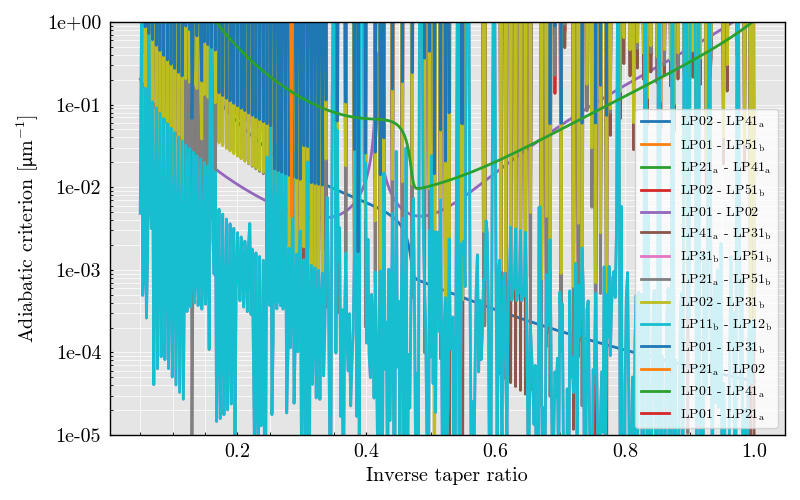 1e+00
1e-01
1e-02
1e-03
1e-04
1e-05
Adiabatic criterion [µm⁻¹]
0.2 0.4 0.6 0.8 1.0
Inverse taper ratio
LP02 - LP41a
LP01 - LP51b
LP21a - LP41a
LP02 - LP51b
LP01 - LP02
LP41a - LP31b
LP31b - LP51b
LP21a - LP51b
LP02 - LP31b
LP11b - LP12b
LP01 - LP31b
LP21a - LP02
LP01 - LP41a
LP01 - LP21a